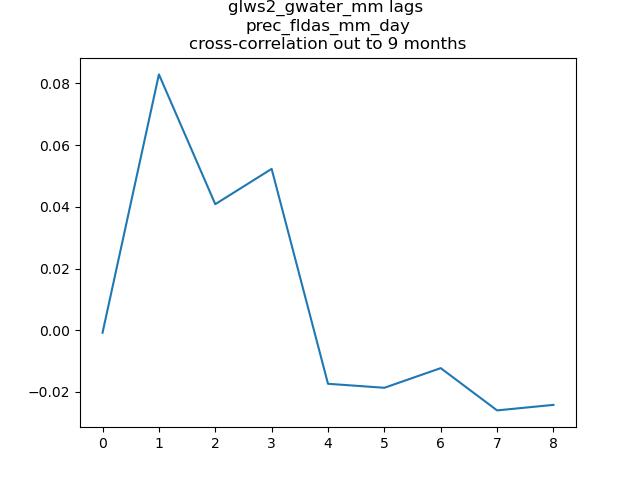 glws2_gwater_mm lags
prec_fldas_mm_day
cross-correlation out to 9 months
0.08
0.06
0.04
0.02
0.00
−0.02
0 1 2 3 4 5 6 7 8